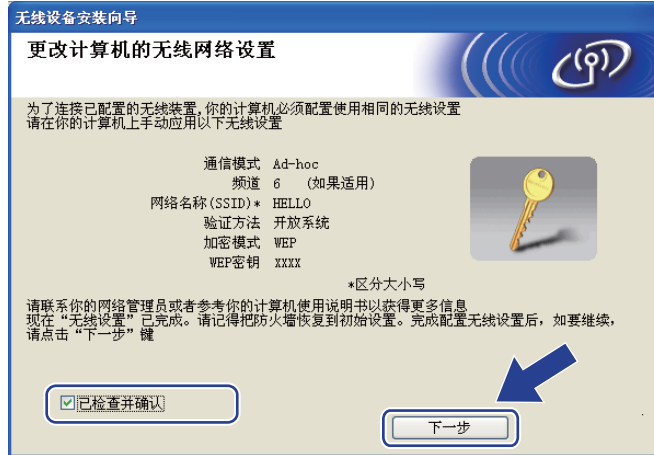 无线设备安装向导
更改计算机的无线网络设置
为了连接已配置的无线装置,你的计算机必须配置使用相同的无线设置
请在你的计算机上手动应用以下无线设置
通信模式 Ad-hoc
频道 6 (如果适用)
网络名称(SSID)* HELLO
验证方法 开放系统
加密模式 WEP
WEP密钥 XXXX
*区分大小写
请联系你的网络管理员或者参考你的计算机使用说明书以获得更多信息
现在“无线设置”已完成。请记得把防火墙恢复到初始设置。完成配置无线设置后，如要继续，
请点击“下一步”键
已检查并确认
下一步